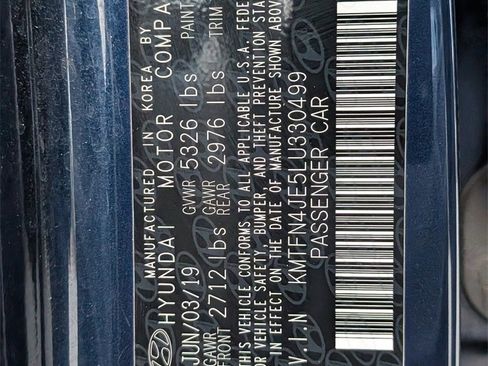 MANUFACTURED IN KOREA BY
HYUNDAI MOTOR COMPA
JUN/03/19 GVWR 5326 lbs PAINT
GAWR FRONT 2712 lbs GAWR REAR 2976 lbs TRIM
THIS VEHICLE CONFORMS TO ALL APPLICABLE U.S.A. FEDE
VEHICLE SAFETY, BUMPER AND THEFT PREVENTION STA
IN EFFECT ON THE DATE OF MANUFACTURE SHOWN ABOV
V.I.N KMTFN4JE5LU330499
PASSENGER CAR